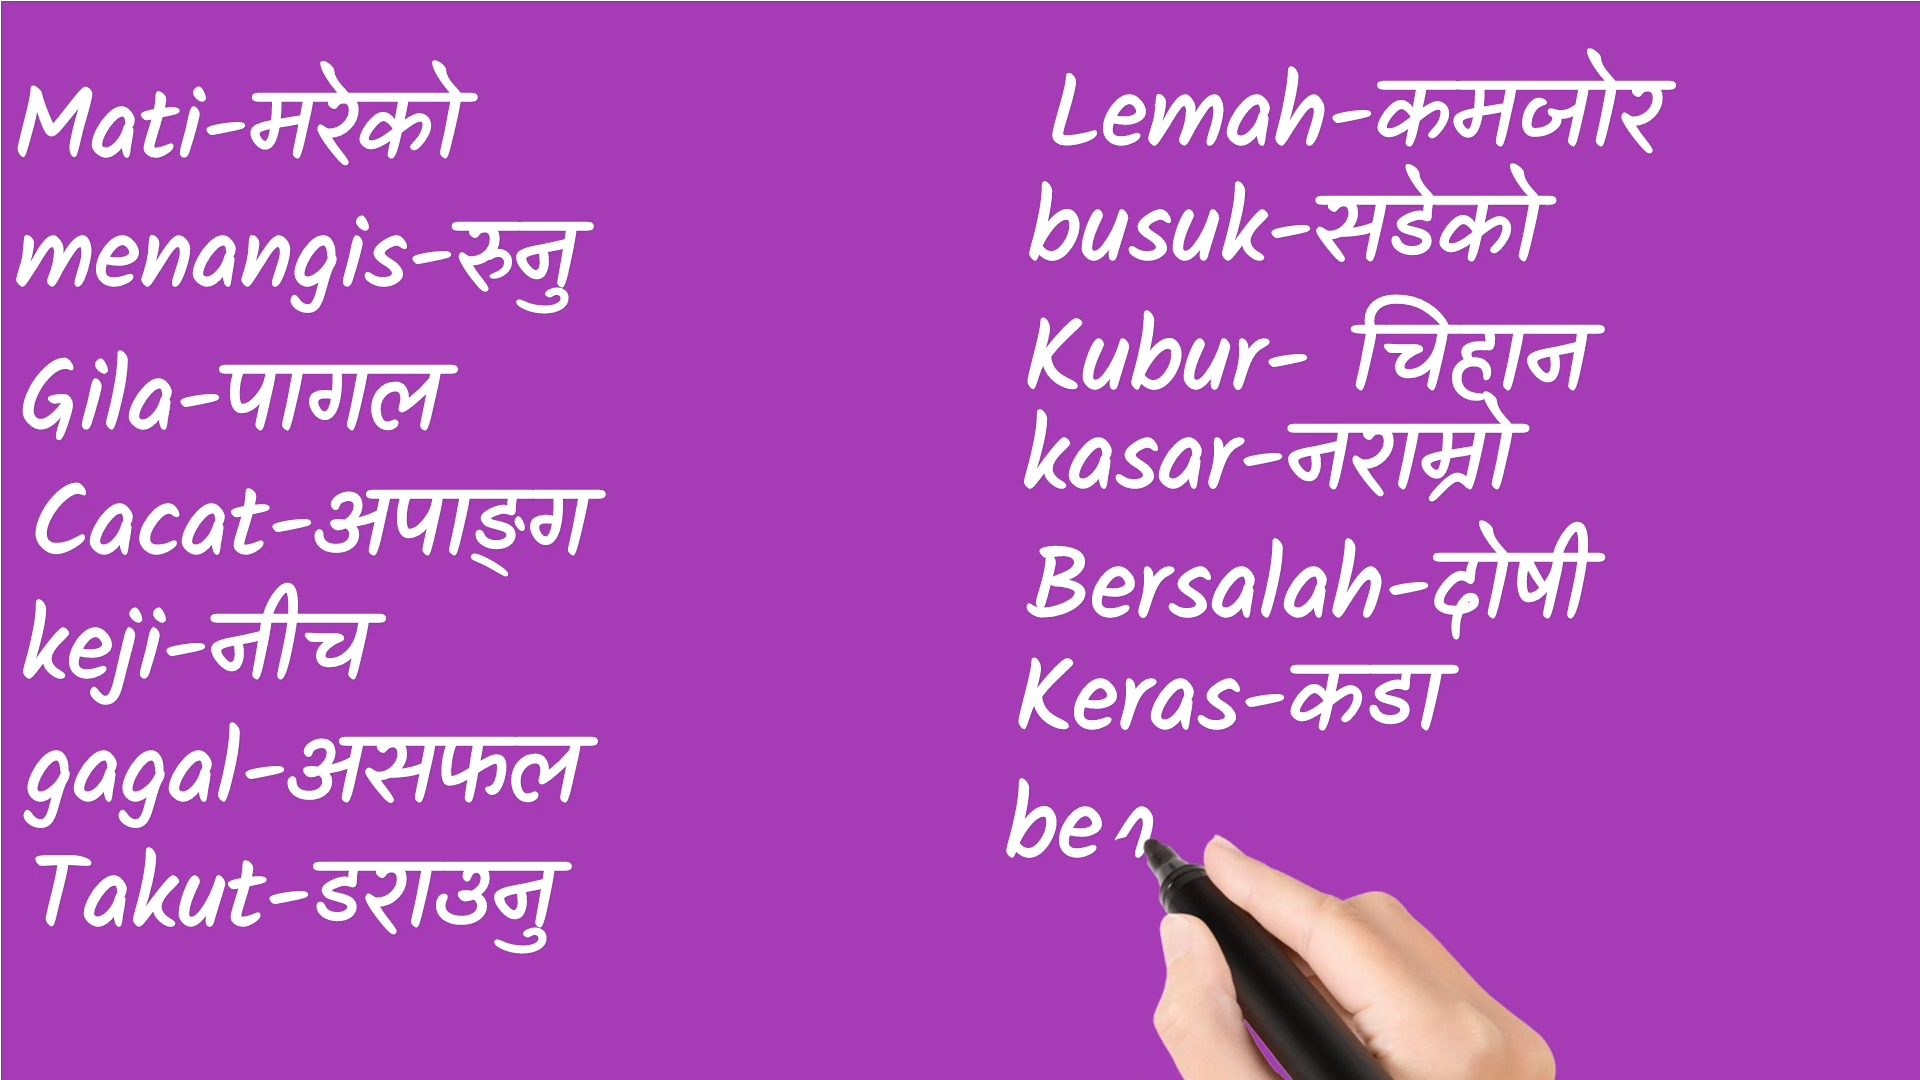 Mati-मरेको
menangis-रुनु
Gila-पागल
Cacat-अपाङ्ग
keji-नीच
gagal-असफल
Takut-डराउनु
Lemah-कमजोर
busuk-सडेको
Kubur- चिहान
kasar-नराम्रो
Bersalah-दोषी
Keras-कडा
be